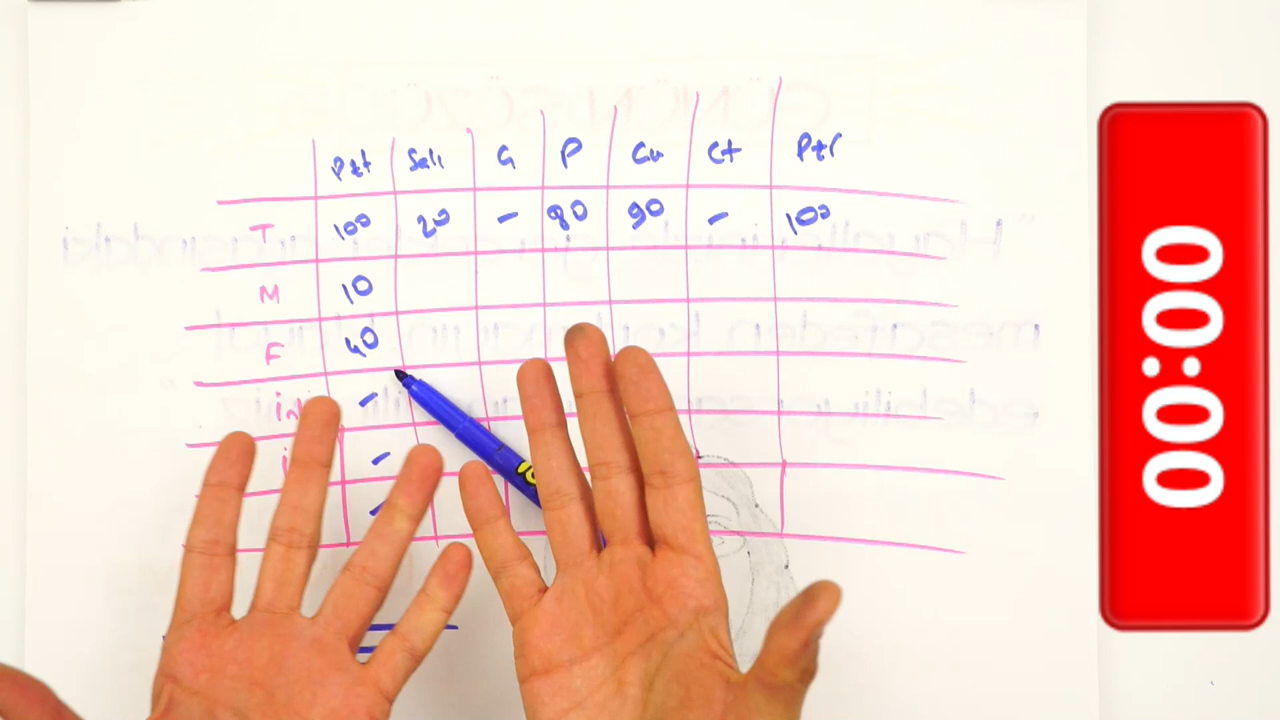 Pzt Salı Ç P Cu Ct Pzr
T 100 20 - 80 90 - 100
M 10
F 40
-
-
-
00:00